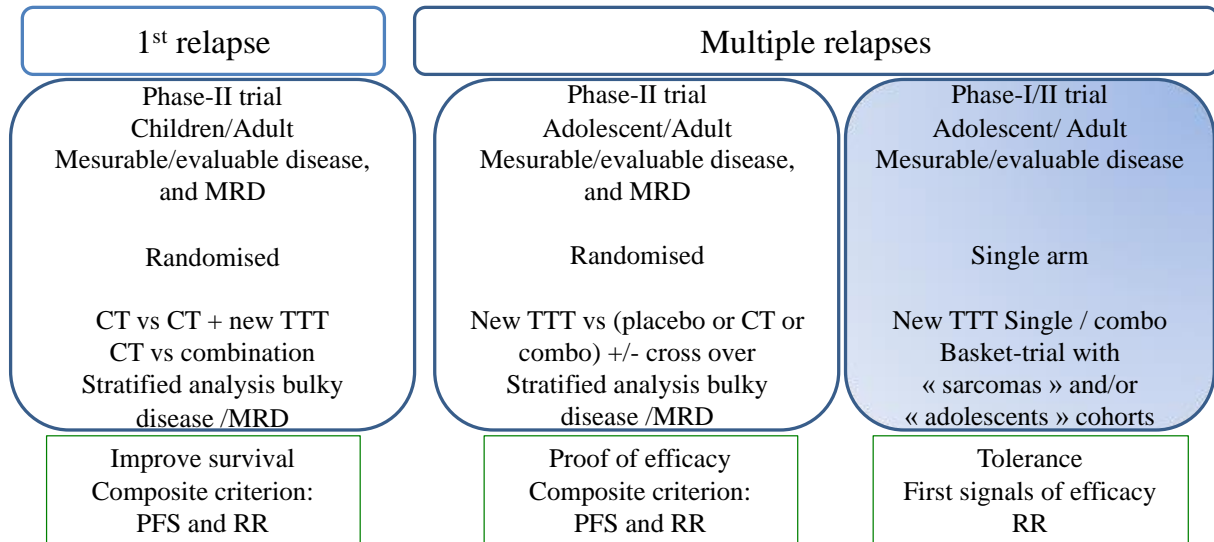 1st relapse
Multiple relapses
Phase-II trial
Children/Adult
Mesurable/evaluable disease,
and MRD
Randomised
CT vs CT + new TTT
CT vs combination
Stratified analysis bulky
disease /MRD
Improve survival
Composite criterion:
PFS and RR
Phase-II trial
Adolescent/Adult
Mesurable/evaluable disease,
and MRD
Randomised
New TTT vs (placebo or CT or
combo) +/- cross over
Stratified analysis bulky
disease /MRD
Proof of efficacy
Composite criterion:
PFS and RR
Phase-I/II trial
Adolescent/ Adult
Mesurable/evaluable disease
Single arm
New TTT Single / combo
Basket-trial with
« sarcomas » and/or
« adolescents » cohorts
Tolerance
First signals of efficacy
RR